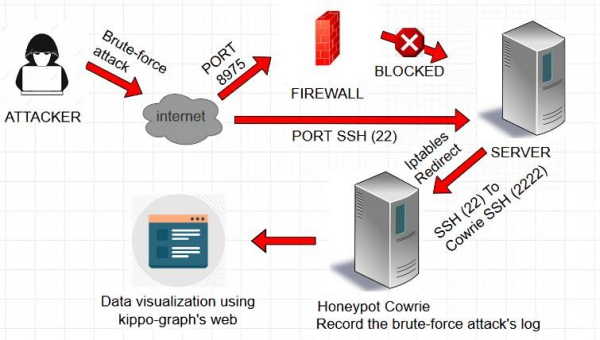 Brute-force
attack
ATTACKER
internet
PORT
8975
FIREWALL
BLOCKED
PORT SSH (22)
SERVER
Iptables
Redirect
SSH (22) To
Cowrie SSH (2222)
Data visualization using
kippo-graph's web
Honeypot Cowrie
Record the brute-force attack's log